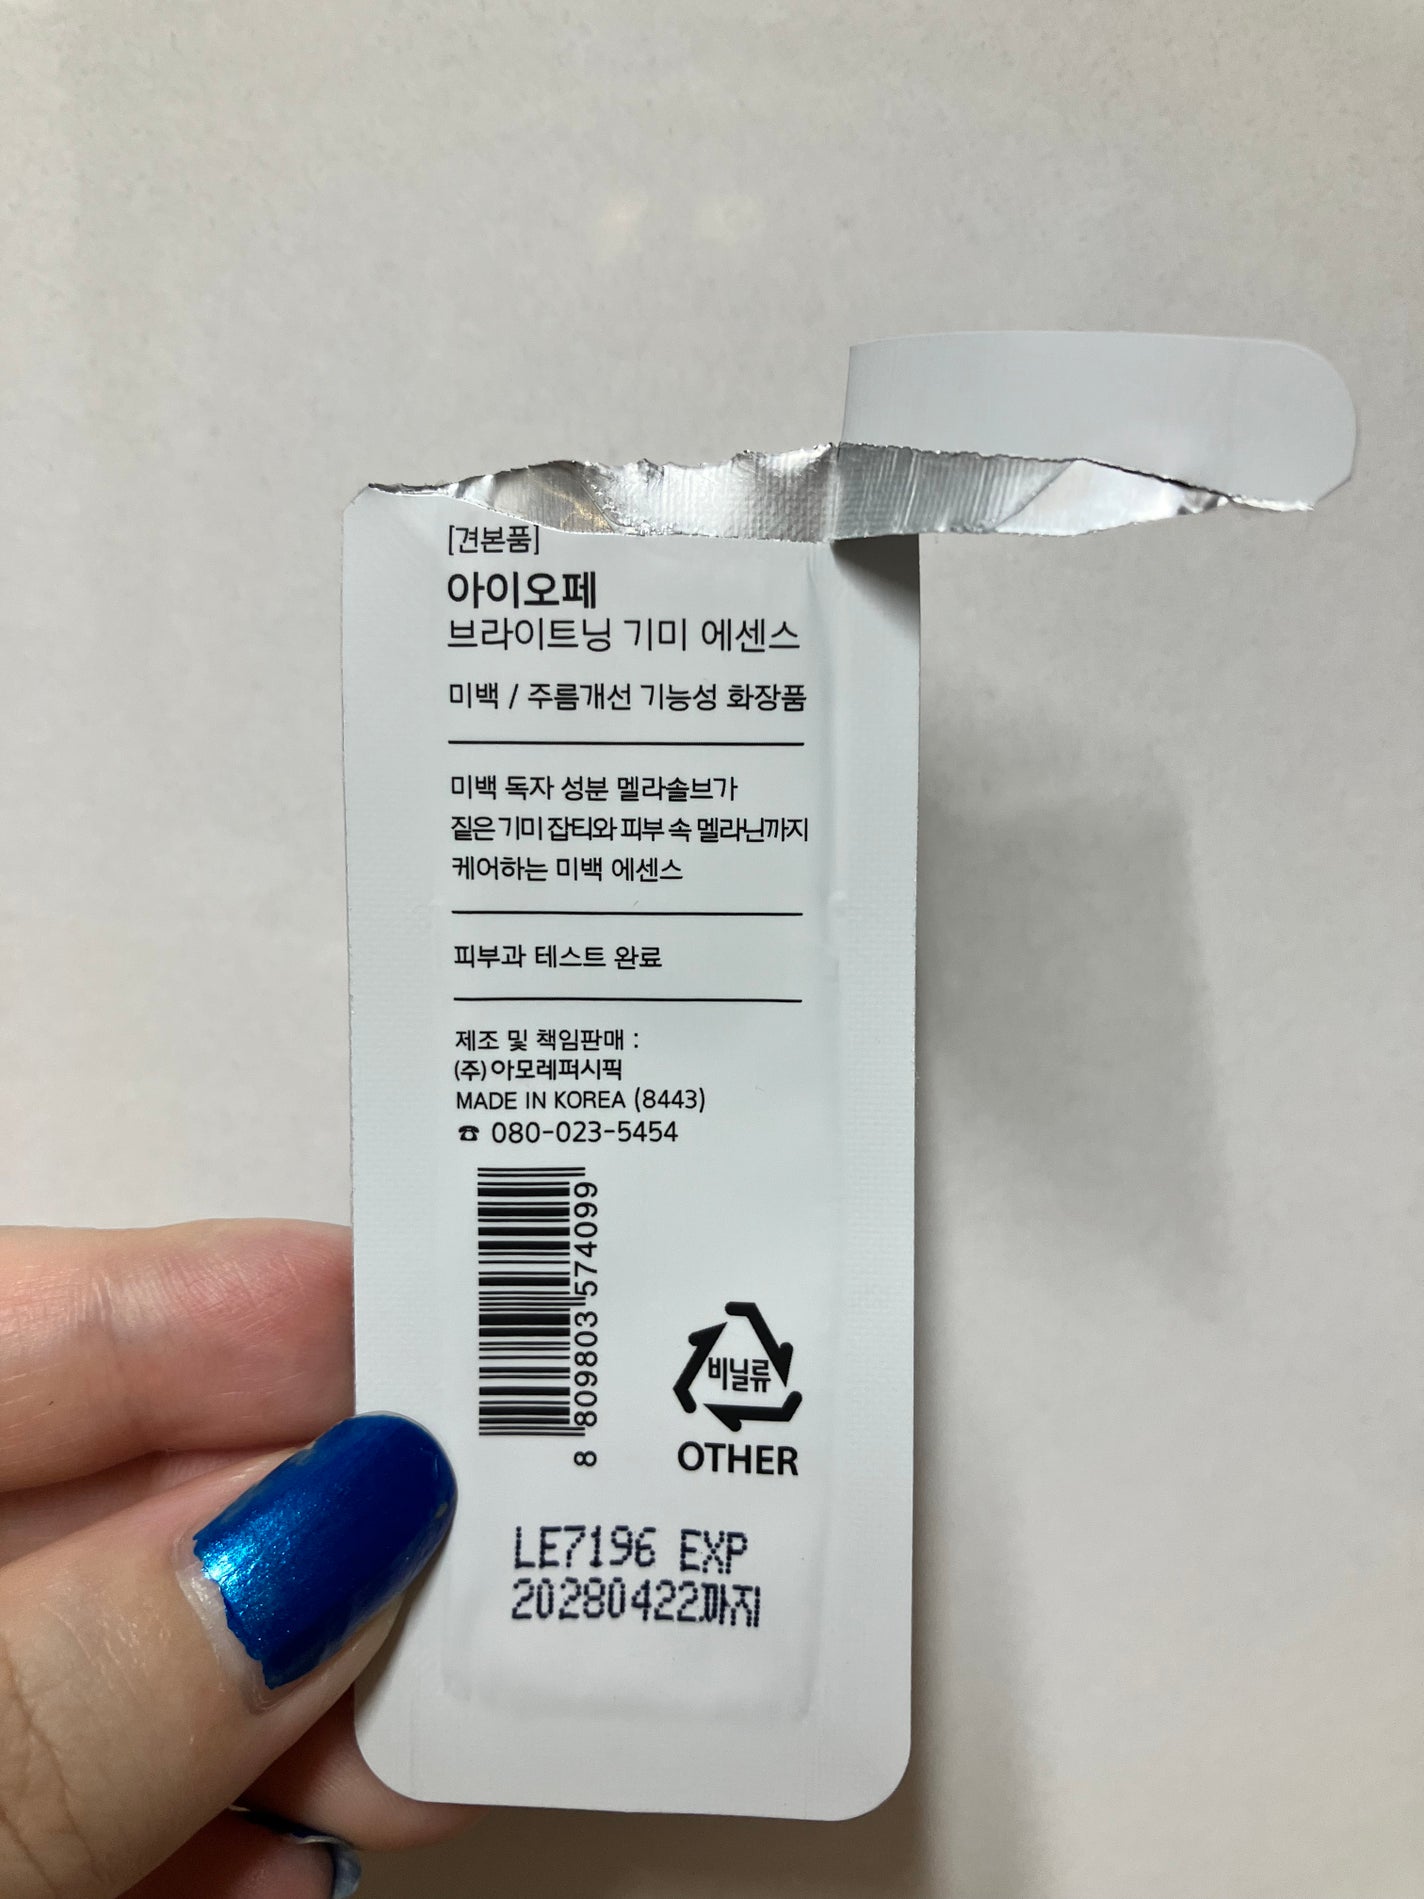 [견본품]
아이오페
브라이트닝 기미 에센스
미백 / 주름개선 기능성 화장품
미백 독자 성분 멜라솔브가
짙은 기미 잡티와 피부 속 멜라닌까지
케어하는 미백 에센스
피부과 테스트 완료
제조 및 책임판매 :
(주)아모레퍼시픽
MADE IN KOREA (8443)
☎ 080-023-5454
8 809803 574099
비닐류
OTHER
LE7196 EXP
20280422까지